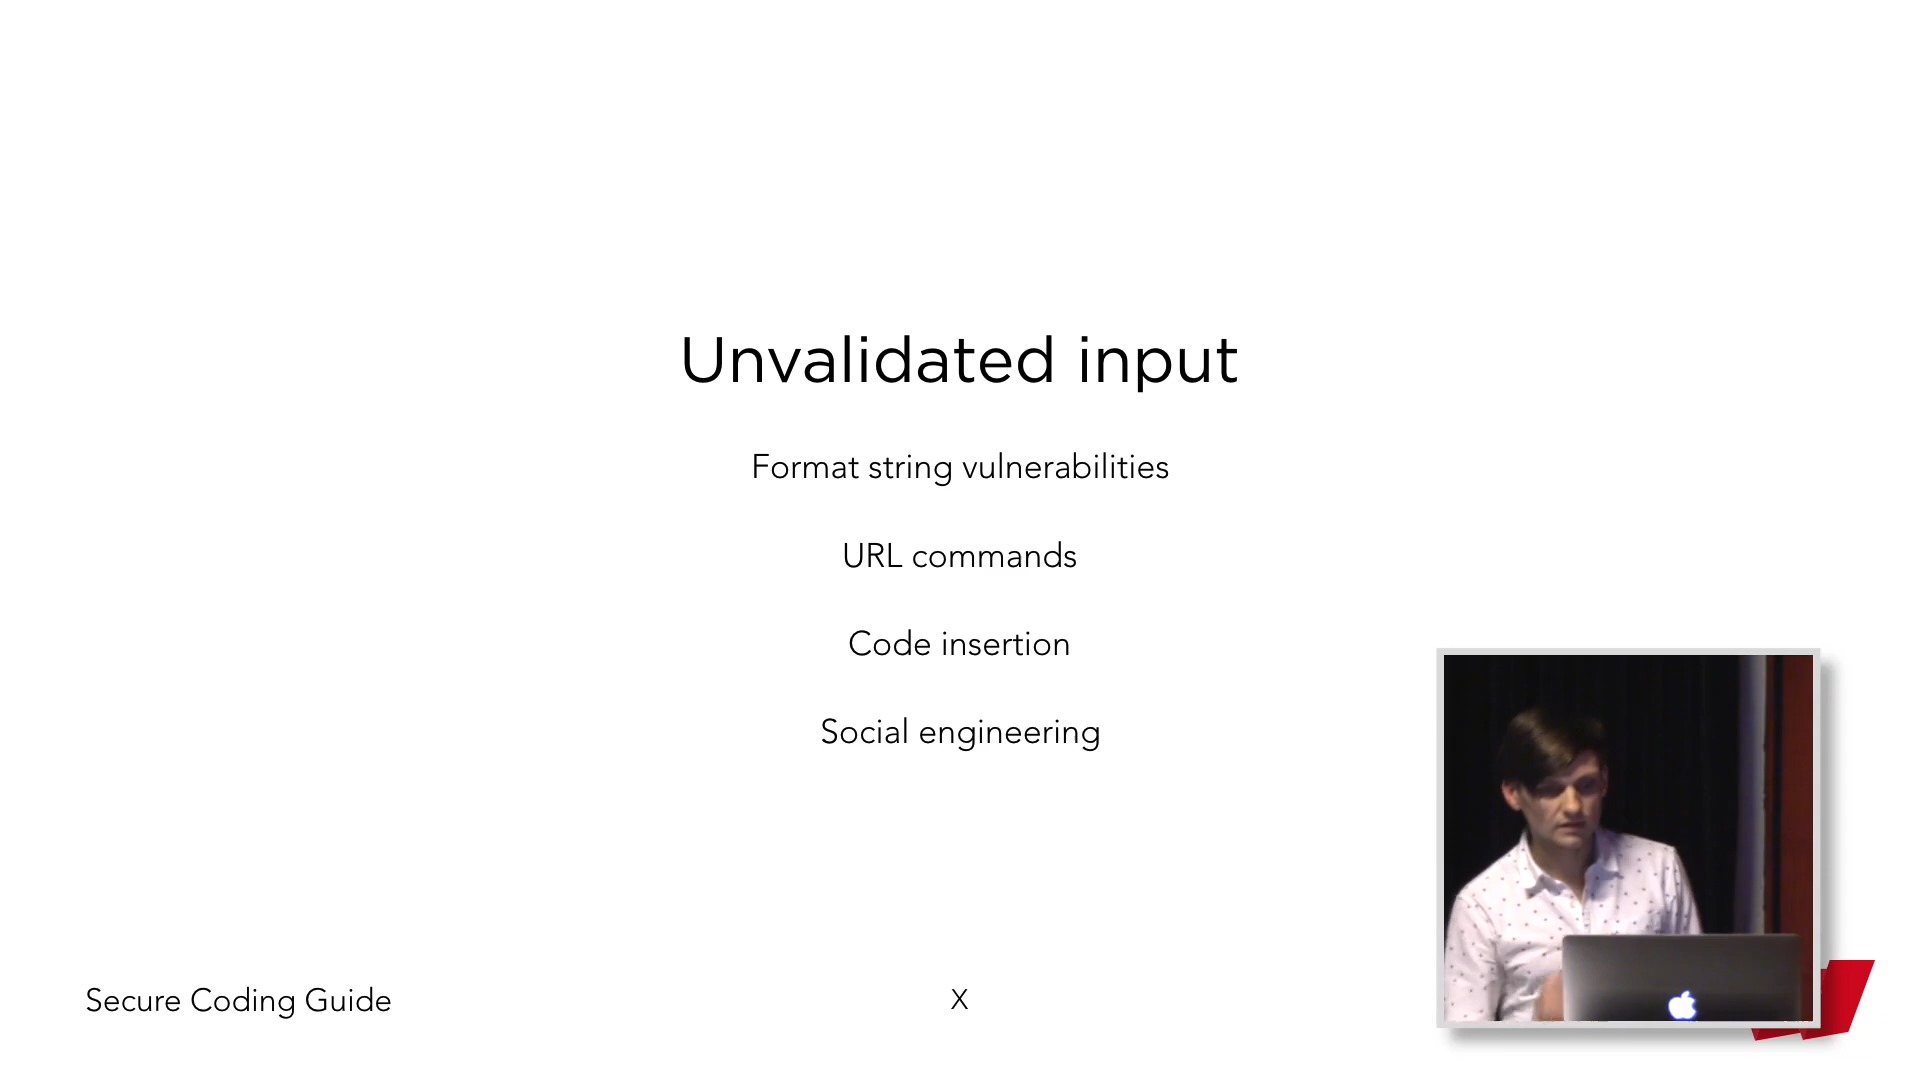 Unvalidated input
Format string vulnerabilities
URL commands
Code insertion
Social engineering
Secure Coding Guide
X